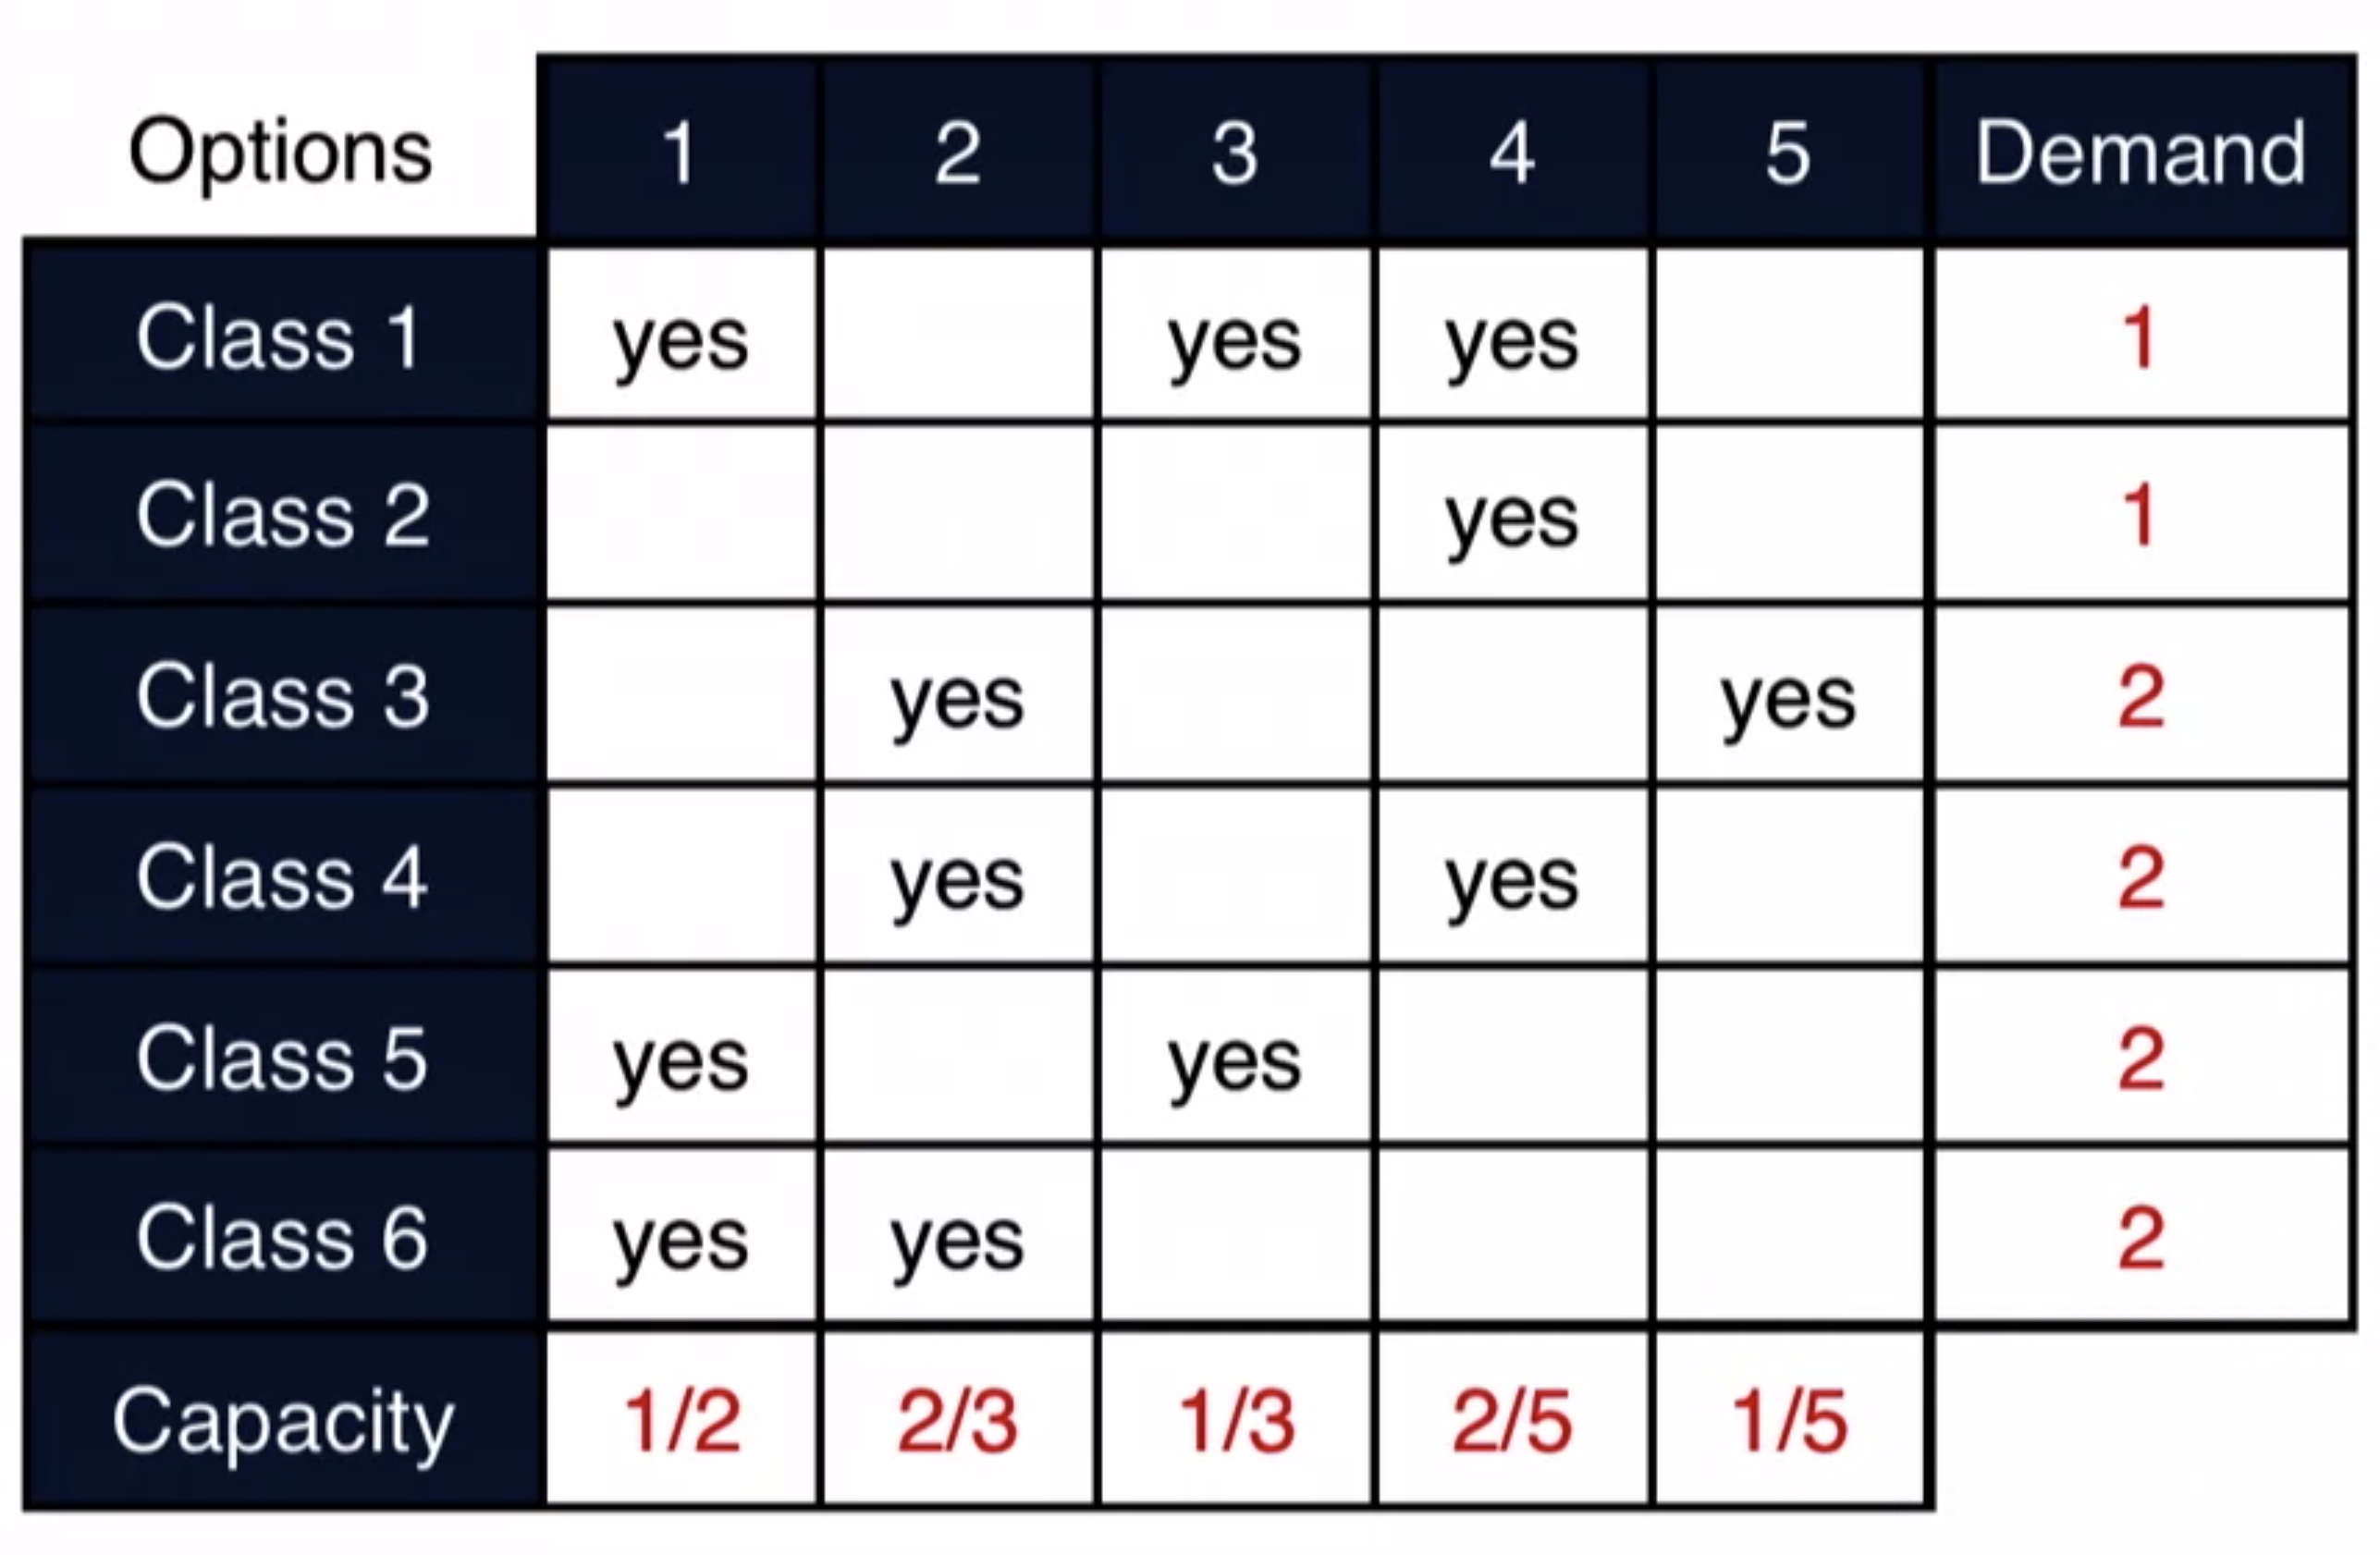 Options 1 2 3 4 5 Demand
Class 1 yes yes yes 1
Class 2 yes 1
Class 3 yes yes 2
Class 4 yes yes 2
Class 5 yes yes 2
Class 6 yes yes 2
Capacity 1/2 2/3 1/3 2/5 1/5